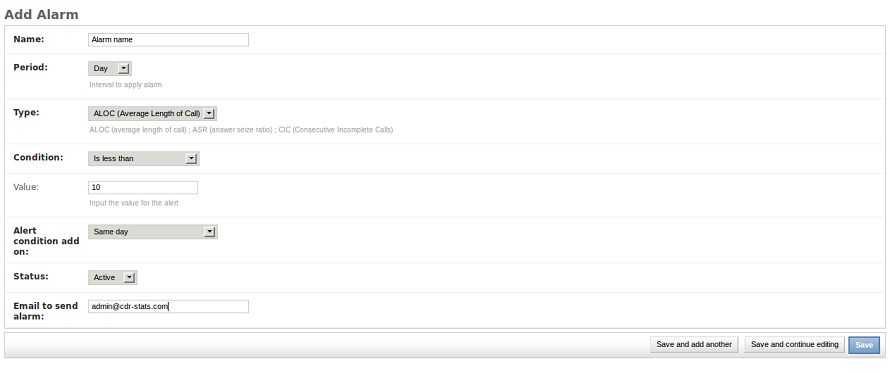 Add Alarm
Name: Alarm name
Period: Day
Interval to apply alarm
Type: ALOC (Average Length of Call)
ALOC (average length of call) ; ASR (answer seize ratio) ; CIC (Consecutive Incomplete Calls)
Condition: Is less than
Value: 10
Input the value for the alert
Alert
condition add
on:
Same day
Status: Active
Email to send
alarm:
admin@cdr-stats.com
Save and add another Save and continue editing Save